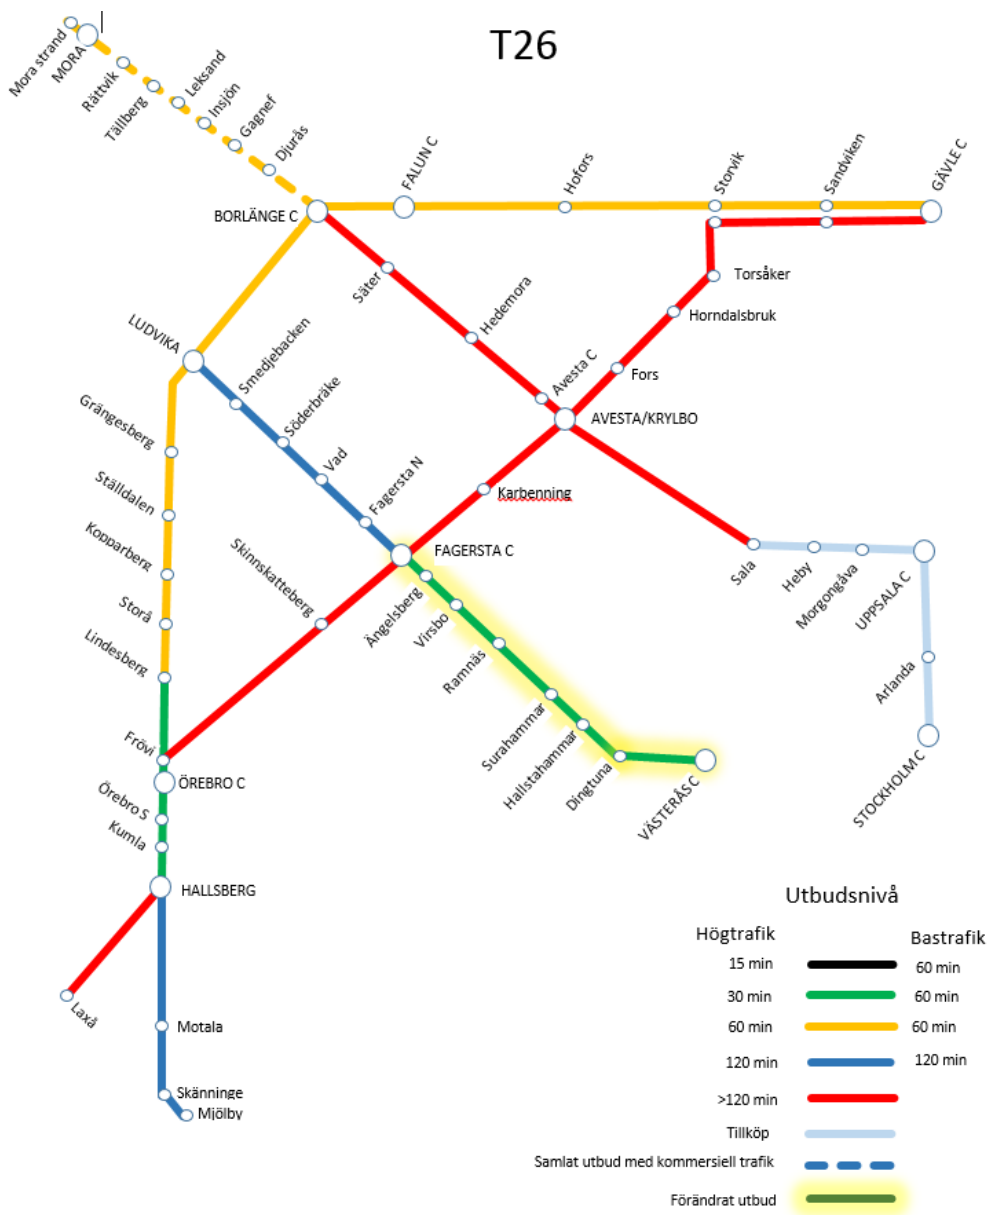 T26
Mora strand
MORA
Rättvik
Tällberg
Leksand
Insjön
Gagnef
Djurås
BORLÄNGE C
FALUN C
Hofors
Storvik
Sandviken
GÄVLE C
Torsåker
Horndalsbruk
Fors
Säter
Hedemora
Avesta C
AVESTA/KRYLBO
LUDVIKA
Smedjebacken
Söderbräke
Vad
Fagersta N
Karbenning
FAGERSTA C
Grängesberg
Ställdalen
Kopparberg
Storå
Lindesberg
Frövi
Skinnskatteberg
Ängelsberg
Virsbo
Ramnäs
Surahammar
Hallstahammar
Dingtuna
VÄSTERÅS C
Sala
Heby
Morgongåva
UPPSALA C
Arlanda
STOCKHOLM C
ÖREBRO C
Örebro S
Kumla
HALLSBERG
Laxå
Motala
Skänninge
Mjölby
Utbudsnivå
Högtrafik Bastrafik
15 min 60 min
30 min 60 min
60 min 60 min
120 min 120 min
>120 min
Tillköp
Samlat utbud med kommersiell trafik
Förändrat utbud